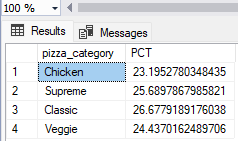 100 %
Results Messages
pizza_category PCT
1 Chicken 23.1952780348435
2 Supreme 25.6897867985821
3 Classic 26.6779189176038
4 Veggie 24.4370162489706